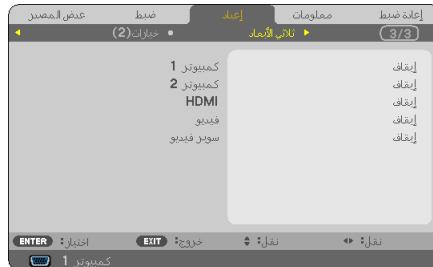 عرض المصدر ضبط إعداد معلومات إعادة ضبط
خيارات(2) ثلاثي الأبعاد (3/3)
كمبيوتر 1 إيقاف
كمبيوتر 2 إيقاف
HDMI إيقاف
فيديو إيقاف
سوبر فيديو إيقاف
ENTER اختيار: EXIT خروج: نقل: نقل:
كمبيوتر 1